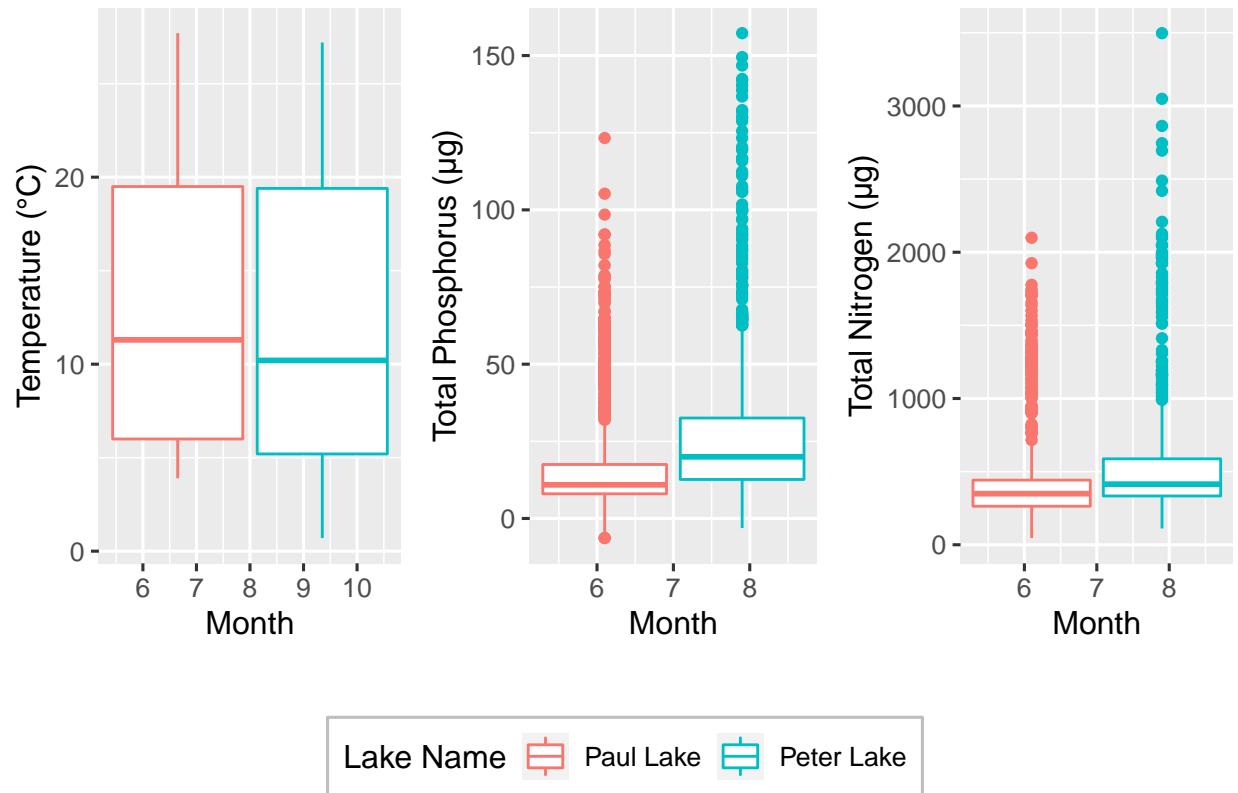 Temperature (°C)
20
10
0
6 7 8 9 10
Month
Total Phosphorus (µg)
150
100
50
0
6 7 8
Month
Total Nitrogen (µg)
3000
2000
1000
0
6 7 8
Month
Lake Name Paul Lake Peter Lake